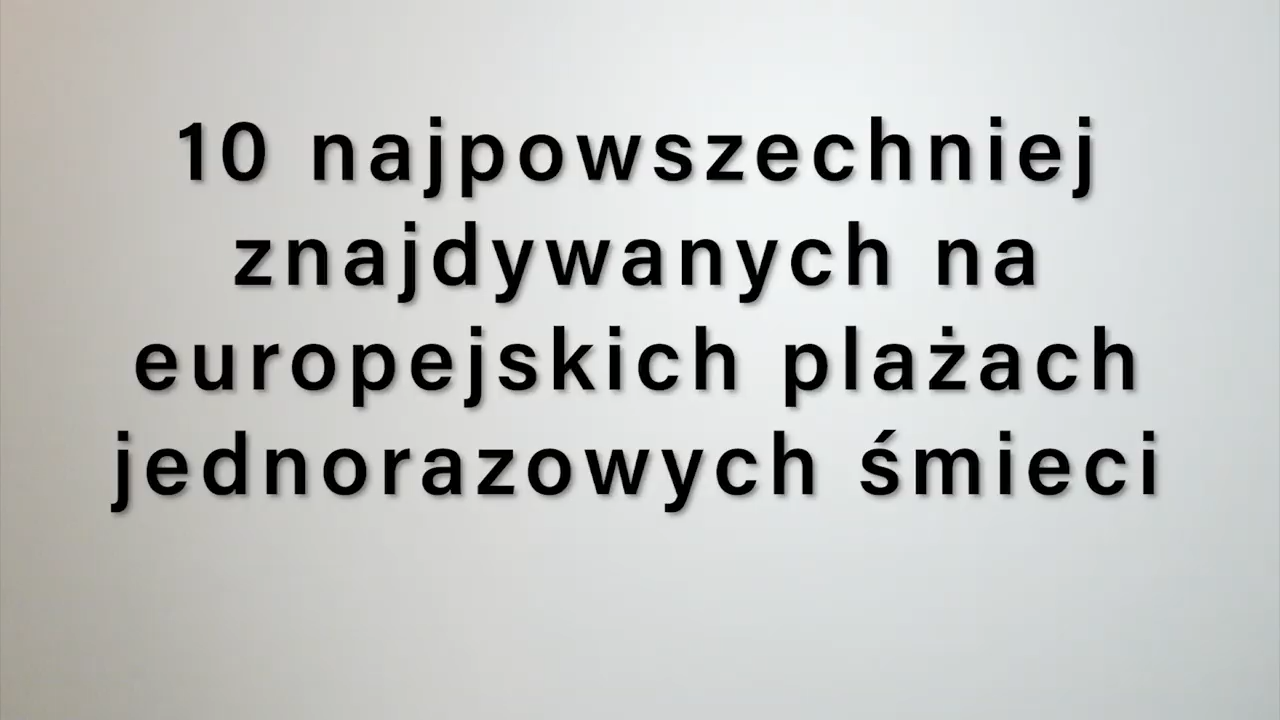 10 najpowszechniej
znajdywanych na
europejskich plażach
jednorazowych śmieci